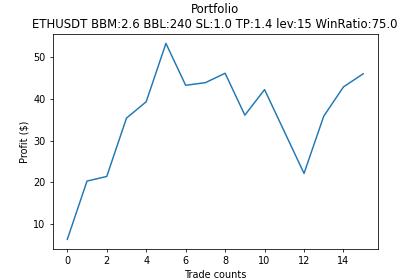 Portfolio
ETHUSDT BBM:2.6 BBL:240 SL:1.0 TP:1.4 lev:15 WinRatio:75.0
50
40
30
20
10
Profit ($)
0 2 4 6 8 10 12 14
Trade counts